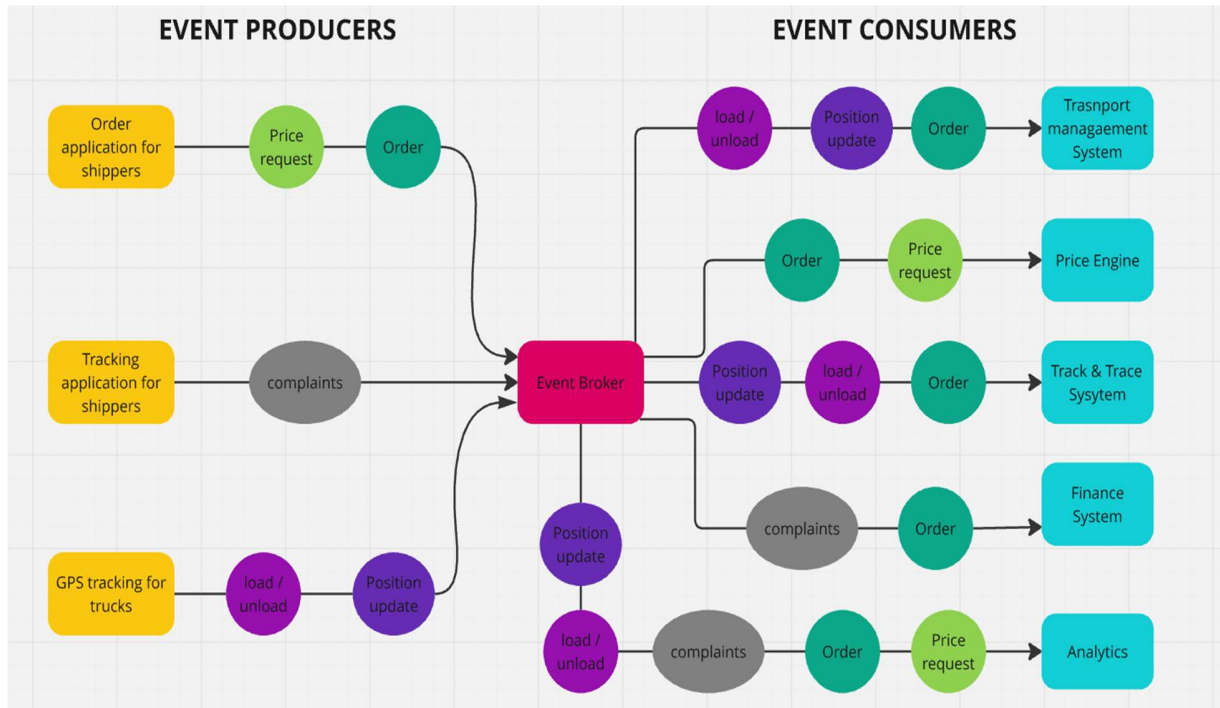 EVENT PRODUCERS
EVENT CONSUMERS
Order
application for
shippers
Price
request
Order
load /
unload
Position
update
Order
Trasnport
managaement
System
Order
Price
request
Price Engine
Tracking
application for
shippers
complaints
Event Broker
Position
update
load /
unload
Order
Track & Trace
Sysytem
complaints
Order
Finance
System
GPS tracking for
trucks
load /
unload
Position
update
Position
update
load /
unload
complaints
Order
Price
request
Analytics